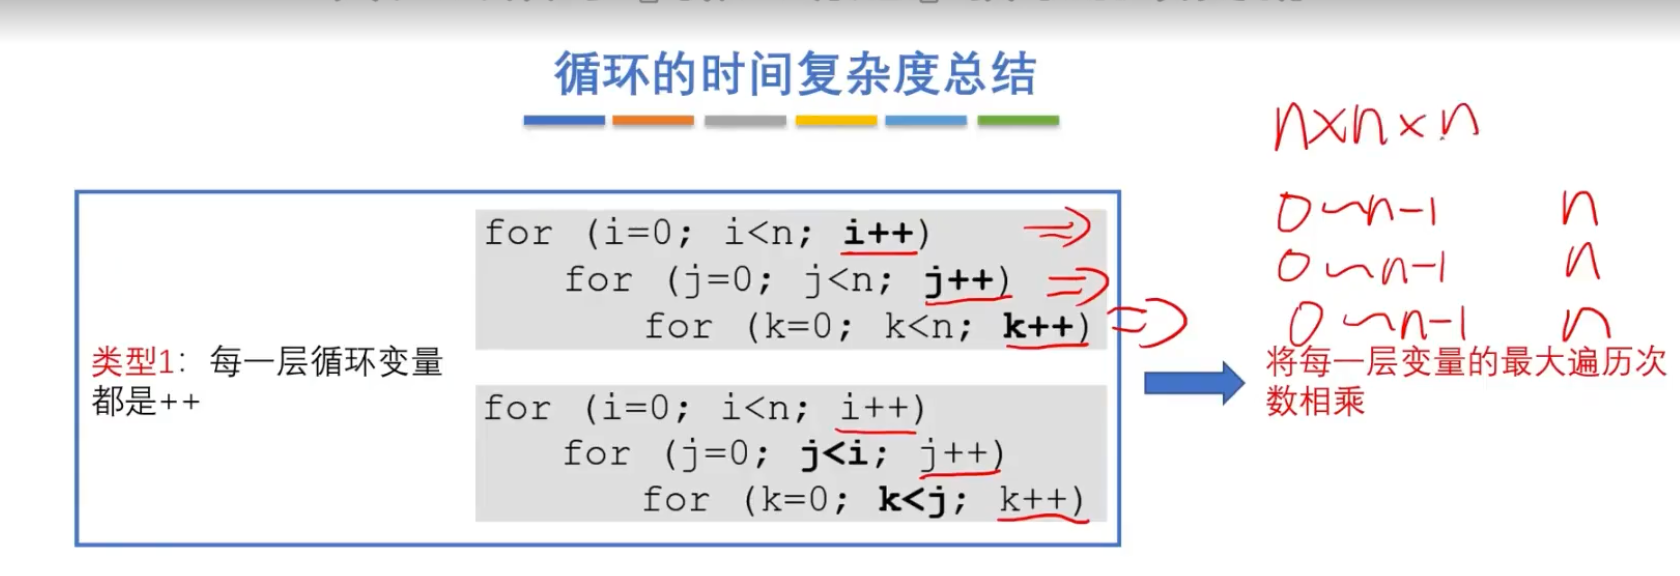 循环的时间复杂度总结
n×n×n
for (i=0; i<n; i++) ⇒
for (j=0; j<n; j++) ⇒
for (k=0; k<n; k++) ⇒
0~n-1 n
0~n-1 n
0~n-1 n
类型1：每一层循环变量
都是++
for (i=0; i<n; i++)
for (j=0; j<i; j++)
for (k=0; k<j; k++)
将每一层变量的最大遍历次
数相乘